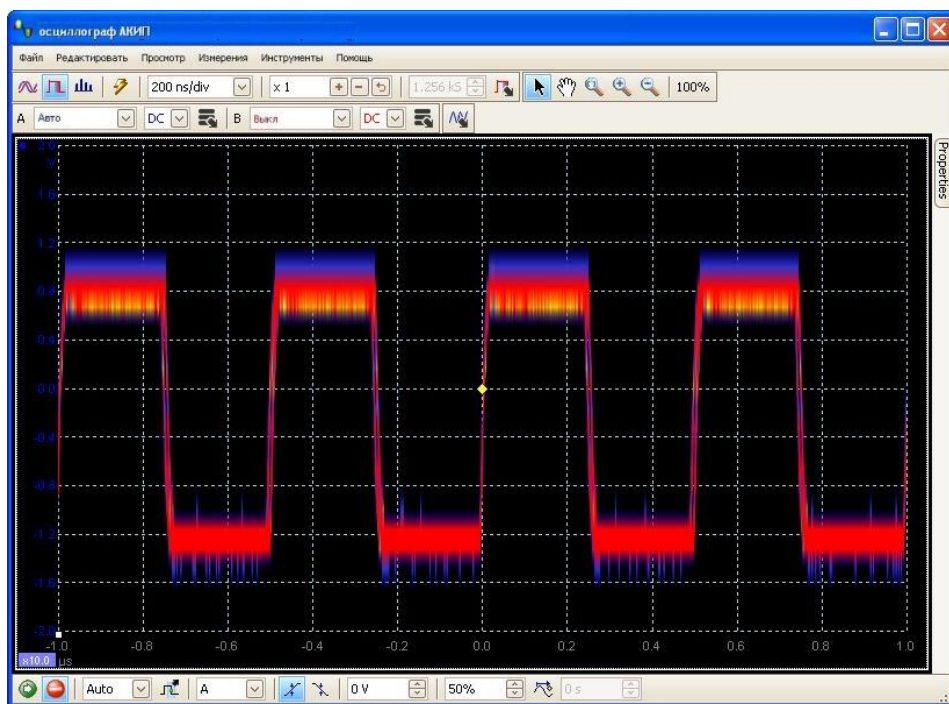 осциллограф АКИП
Файл Редактировать Просмотр Измерения Инструменты Помощь
200 ns/div x 1 1.256 kS 100%
A Авто DC B Выкл DC
2.0
V
1.6
1.2
0.8
0.4
0.0
-0.4
-0.8
-1.2
-1.6
-2.0
-1.0 -0.8 -0.6 -0.4 -0.2 0.0 0.2 0.4 0.6 0.8 1.0
x10.0 µs
Properties
Auto A 0 V 50% 0 s